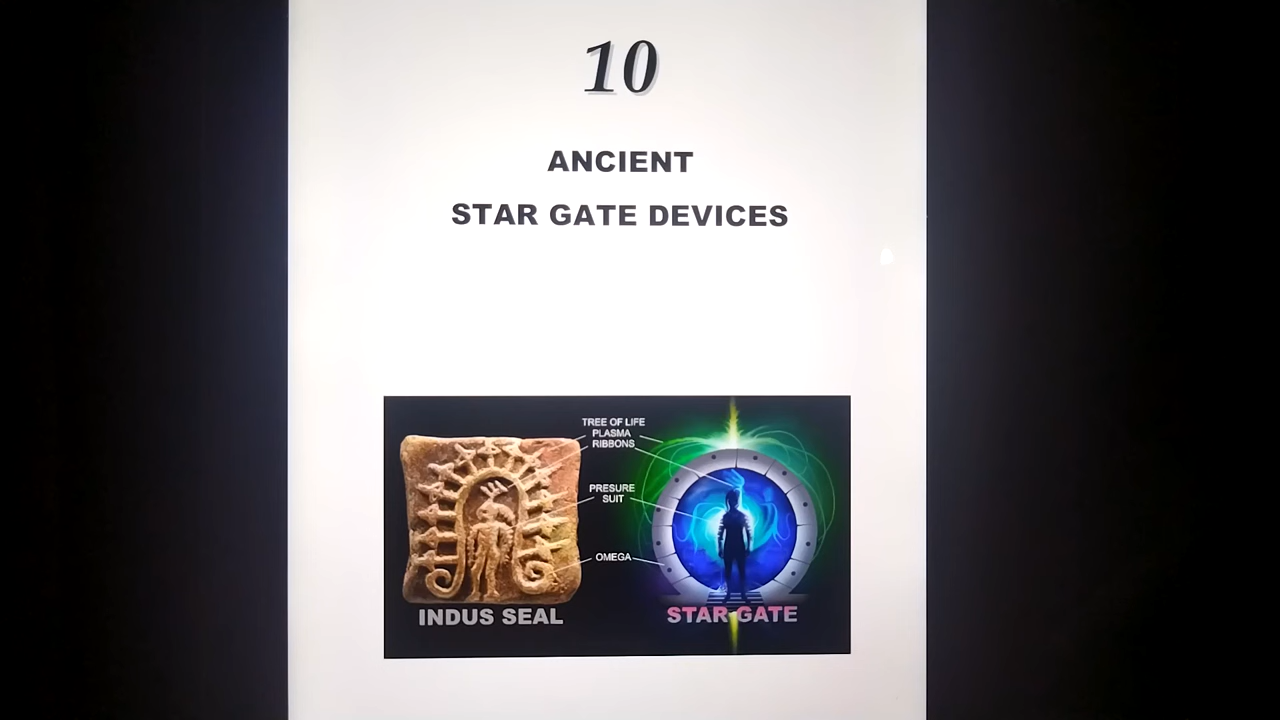 10
ANCIENT
STAR GATE DEVICES
TREE OF LIFE
PLASMA
RIBBONS
PRESURE
SUIT
OMEGA
INDUS SEAL
STAR GATE